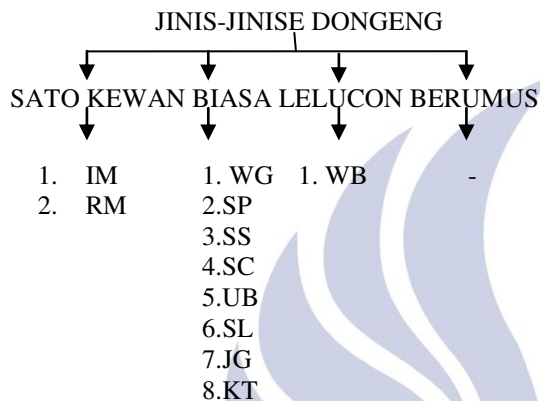 JINIS-JINISE DONGENG
SATO KEWAN BIASA LELUCON BERUMUS
1. IM 1. WG 1. WB -
2. RM 2.SP
3.SS
4.SC
5.UB
6.SL
7.JG
8.KT